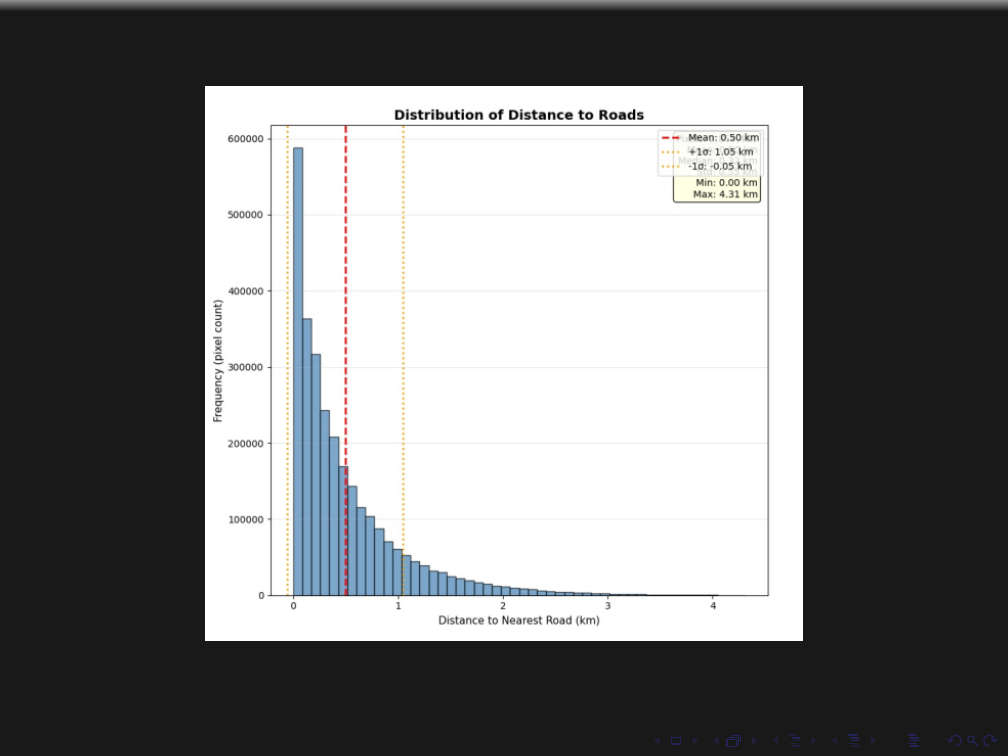 Distribution of Distance to Roads
600000
500000
400000
300000
200000
100000
0
Frequency (pixel count)
Mean: 0.50 km
+1σ: 1.05 km
-1σ: -0.05 km
Min: 0.00 km
Max: 4.31 km
0 1 2 3 4
Distance to Nearest Road (km)